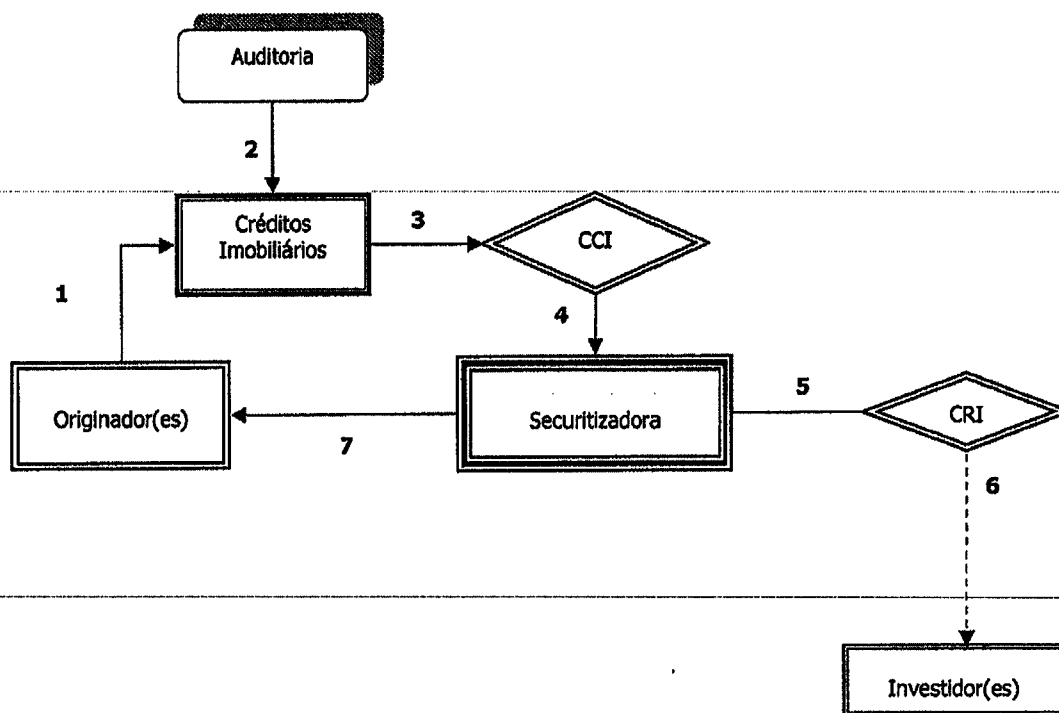 Auditoria
2
Créditos
Imobiliários
3
CCI
1
4
Originador(es)
Securitizadora
5
CRI
7
6
Investidor(es)